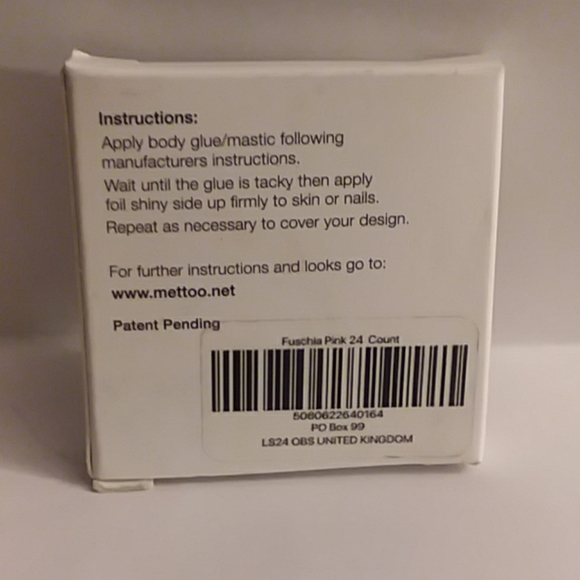 Instructions:
Apply body glue/mastic following
manufacturers instructions.
Wait until the glue is tacky then apply
foil shiny side up firmly to skin or nails.
Repeat as necessary to cover your design.
For further instructions and looks go to:
www.mettoo.net
Patent Pending
Fuschia Pink 24 Count
5060622640164
PO Box 99
LS24 OBS UNITED KINGDOM